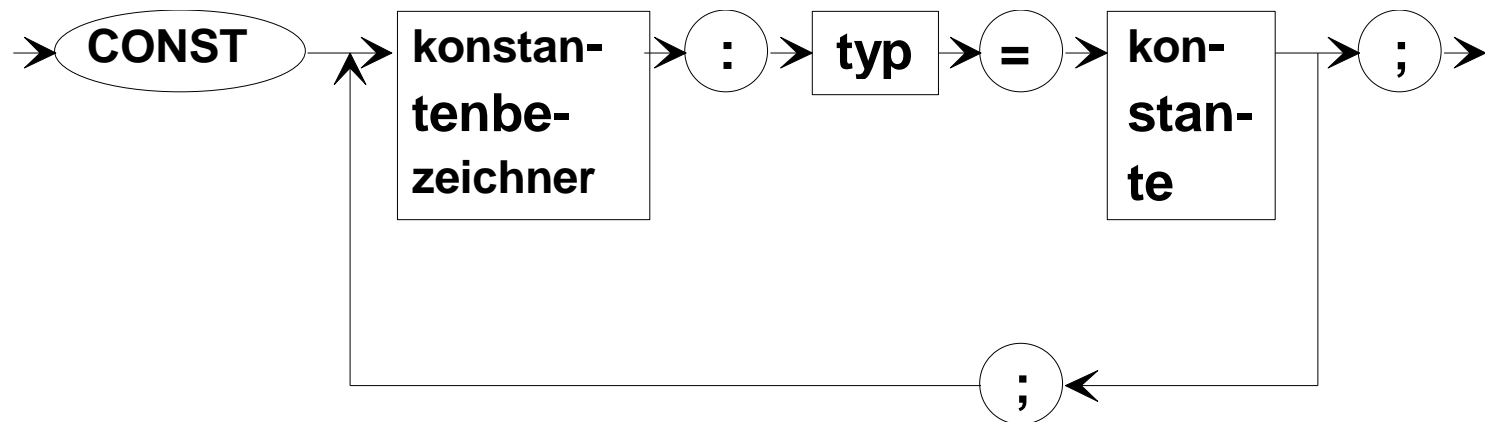 CONST
konstan-
tenbe-
zeichner
:
typ
=
kon-
stan-
te
;
;